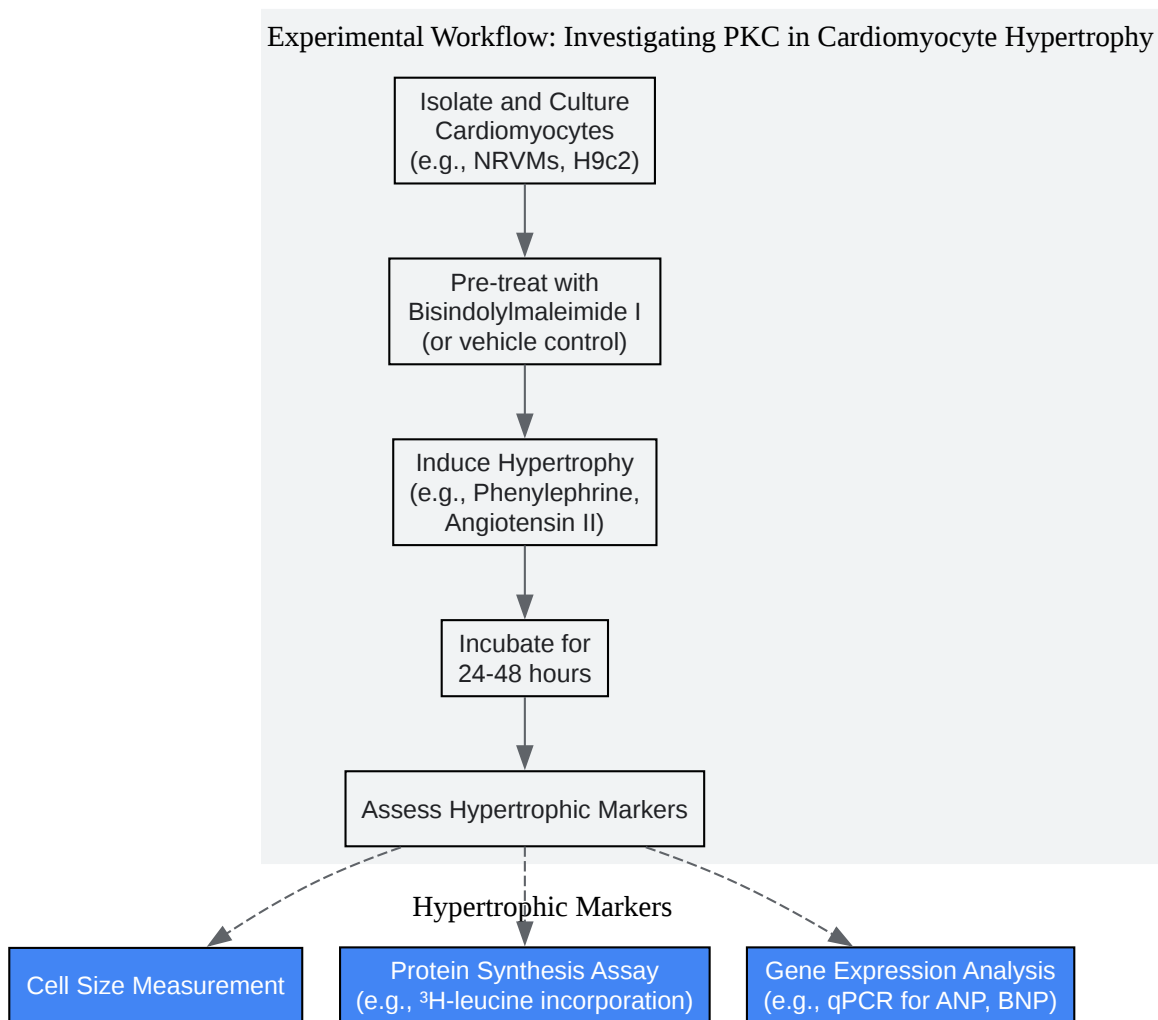 Experimental Workflow: Investigating PKC in Cardiomyocyte Hypertrophy
Isolate and Culture
Cardiomyocytes
(e.g., NRVMs, H9c2)
Pre-treat with
Bisindolylmaleimide I
(or vehicle control)
Induce Hypertrophy
(e.g., Phenylephrine,
Angiotensin II)
Incubate for
24-48 hours
Assess Hypertrophic Markers
Hypertrophic Markers
Cell Size Measurement
Protein Synthesis Assay
(e.g., ³H-leucine incorporation)
Gene Expression Analysis
(e.g., qPCR for ANP, BNP)